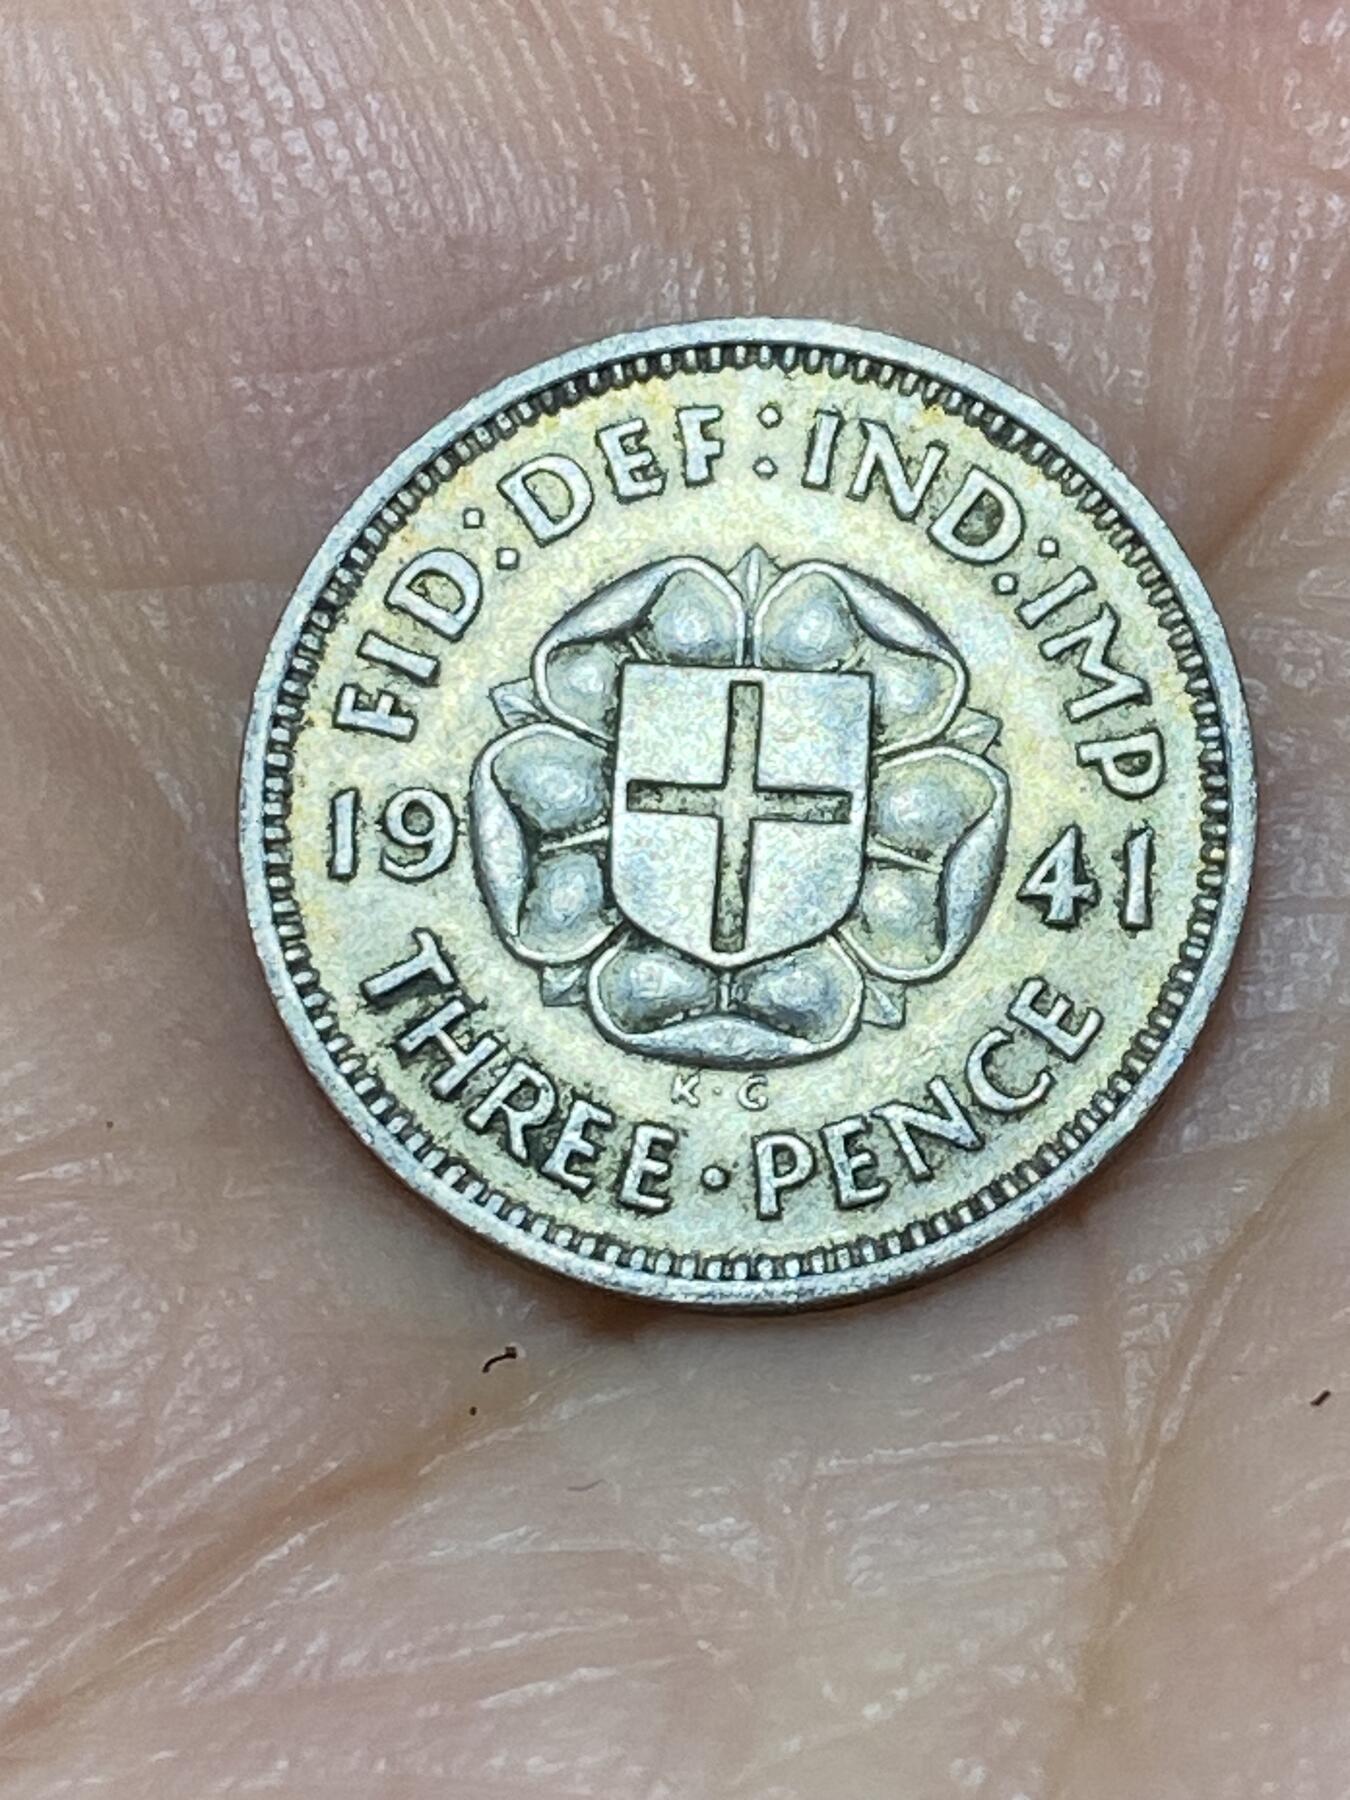 FID:DEF:IND:IMP
19 41
K·G
THREE·PENCE